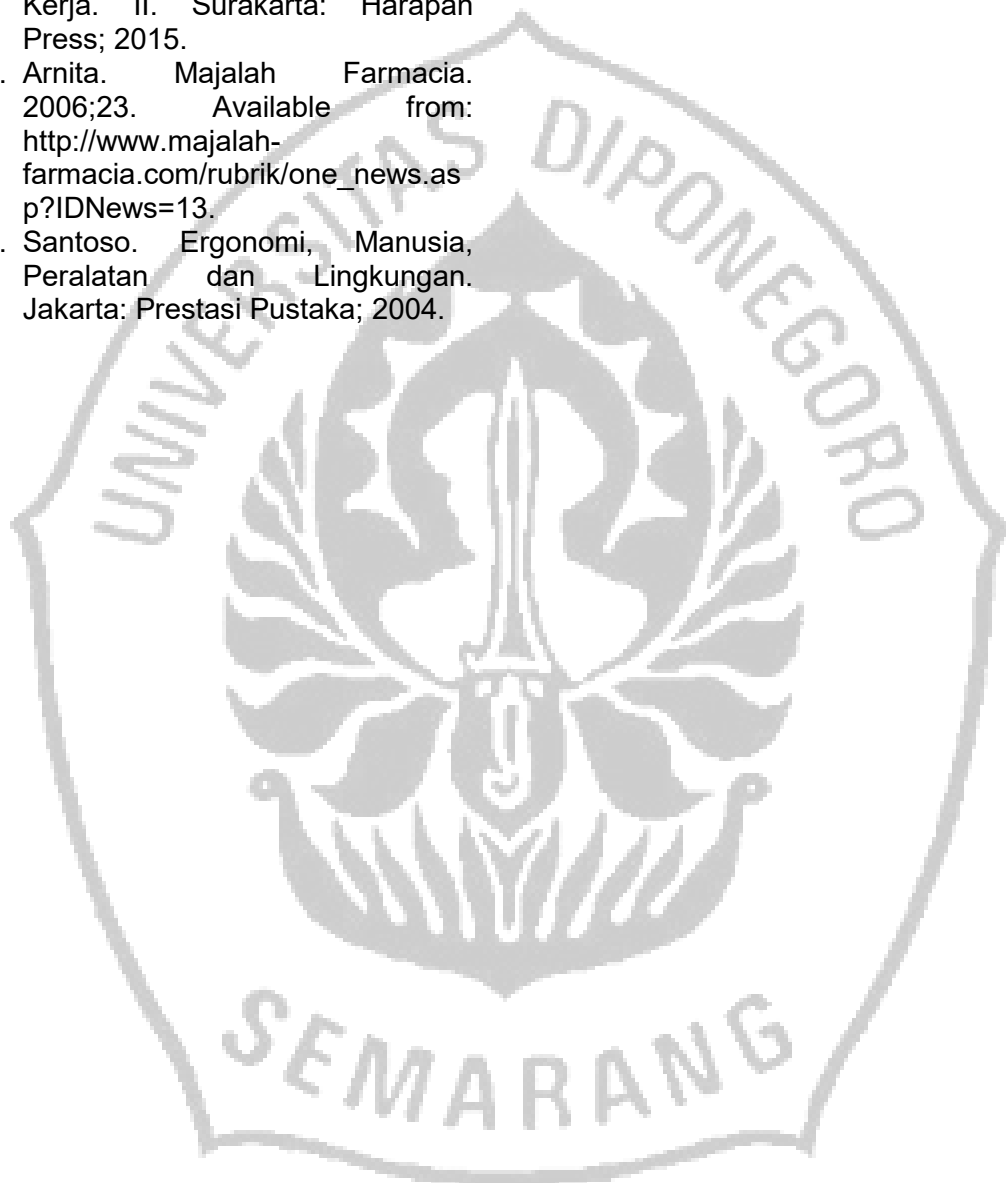 Kerja. II. Surakarta: Harapan
Press; 2015.
. Arnita. Majalah Farmacia.
2006;23. Available from:
http://www.majalah-
farmacia.com/rubrik/one_news.as
p?IDNews=13.
. Santoso. Ergonomi, Manusia,
Peralatan dan Lingkungan.
Jakarta: Prestasi Pustaka; 2004.
UNIVERSITAS DIPONEGORO
SEMARANG